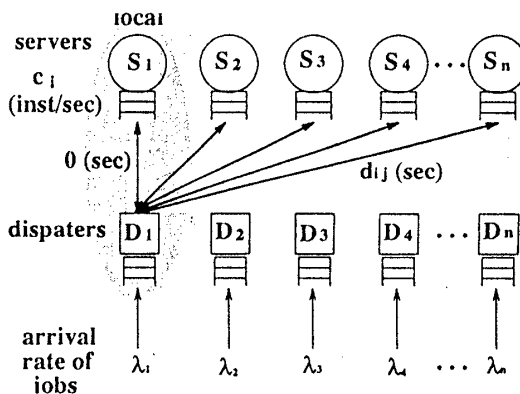 local
servers
S1 S2 S3 S4 ··· Sn
ci
(inst/sec)
0 (sec)
dij (sec)
dispaters
D1 D2 D3 D4 ··· Dn
arrival
rate of
jobs
λ1 λ2 λ3 λ4 ··· λn